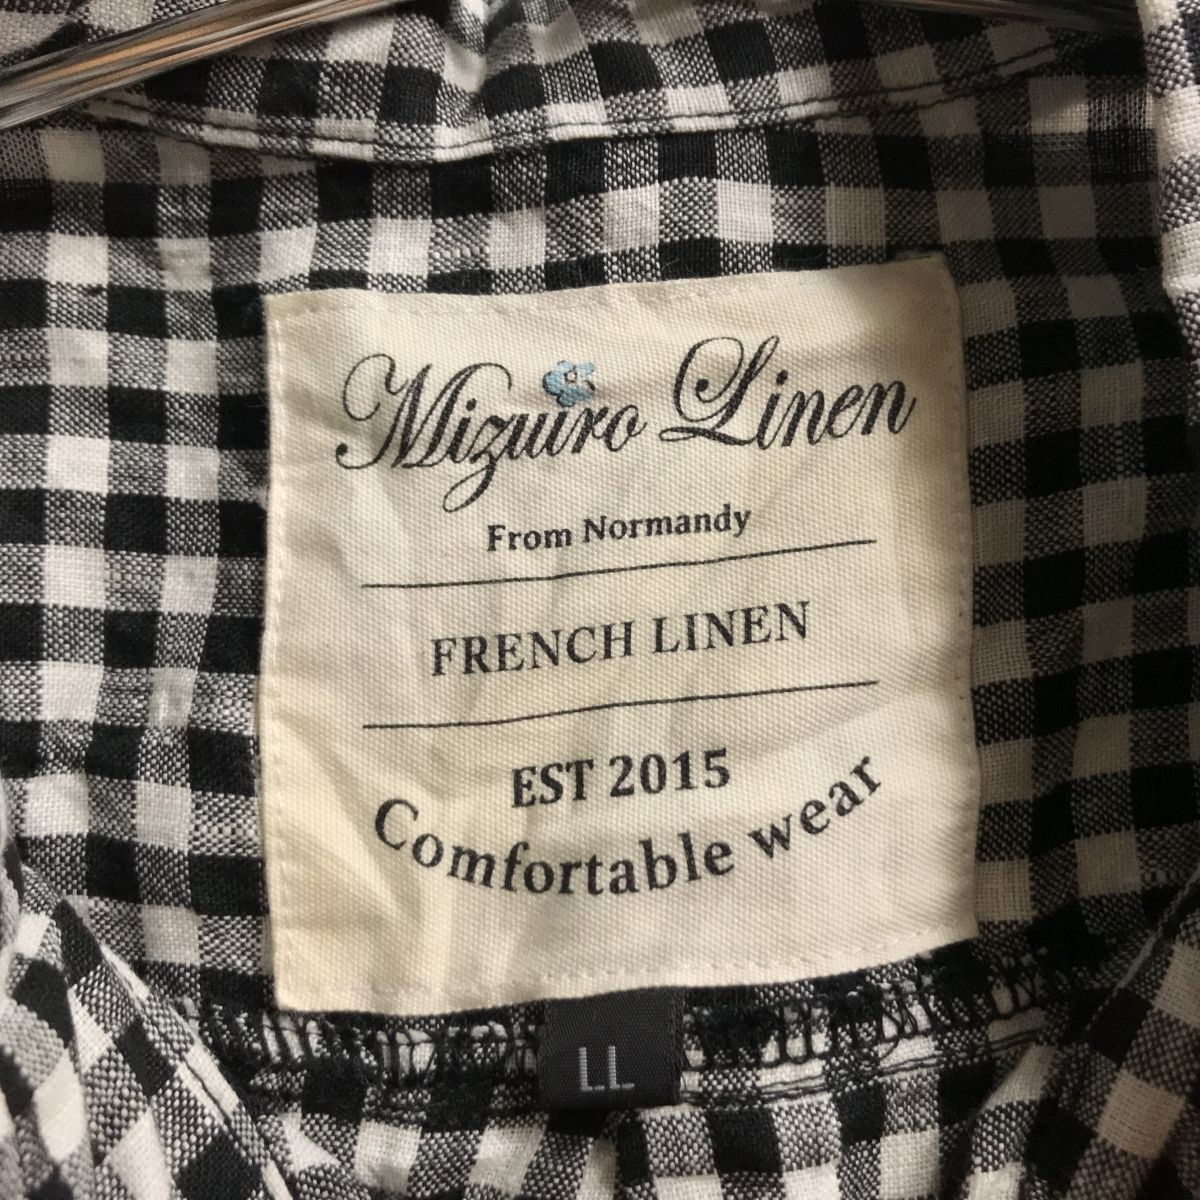 Mizuiro Linen
From Normandy
FRENCH LINEN
EST 2015
Comfortable wear
LL